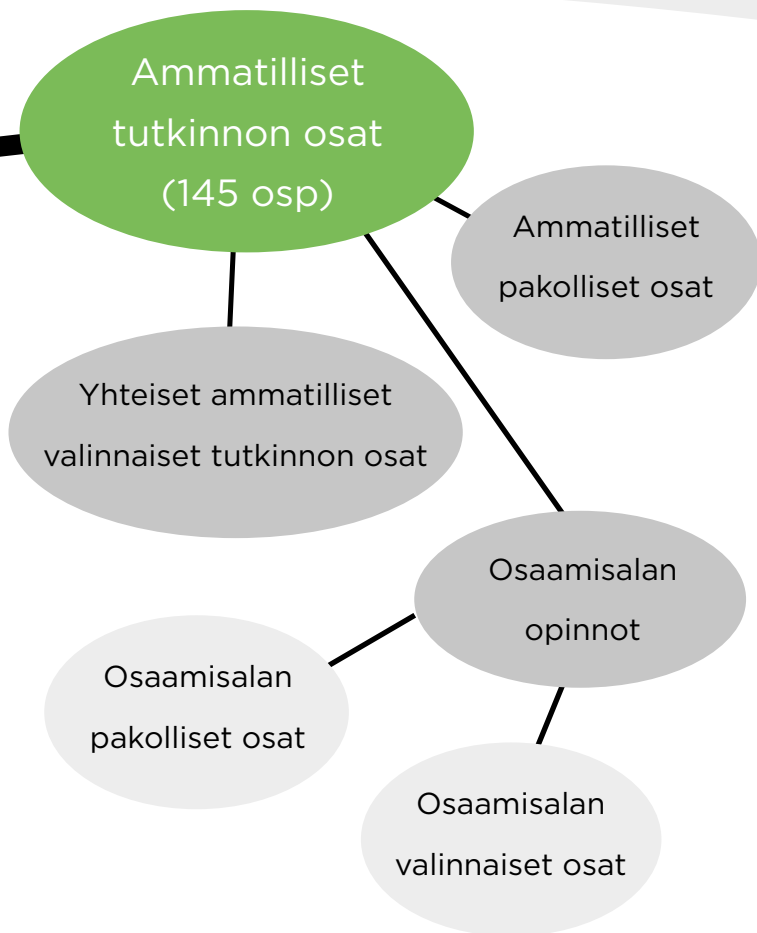 Ammatilliset
tutkinnon osat
(145 osp)
Ammatilliset
pakolliset osat
Yhteiset ammatilliset
valinnaiset tutkinnon osat
Osaamisalan
opinnot
Osaamisalan
pakolliset osat
Osaamisalan
valinnaiset osat